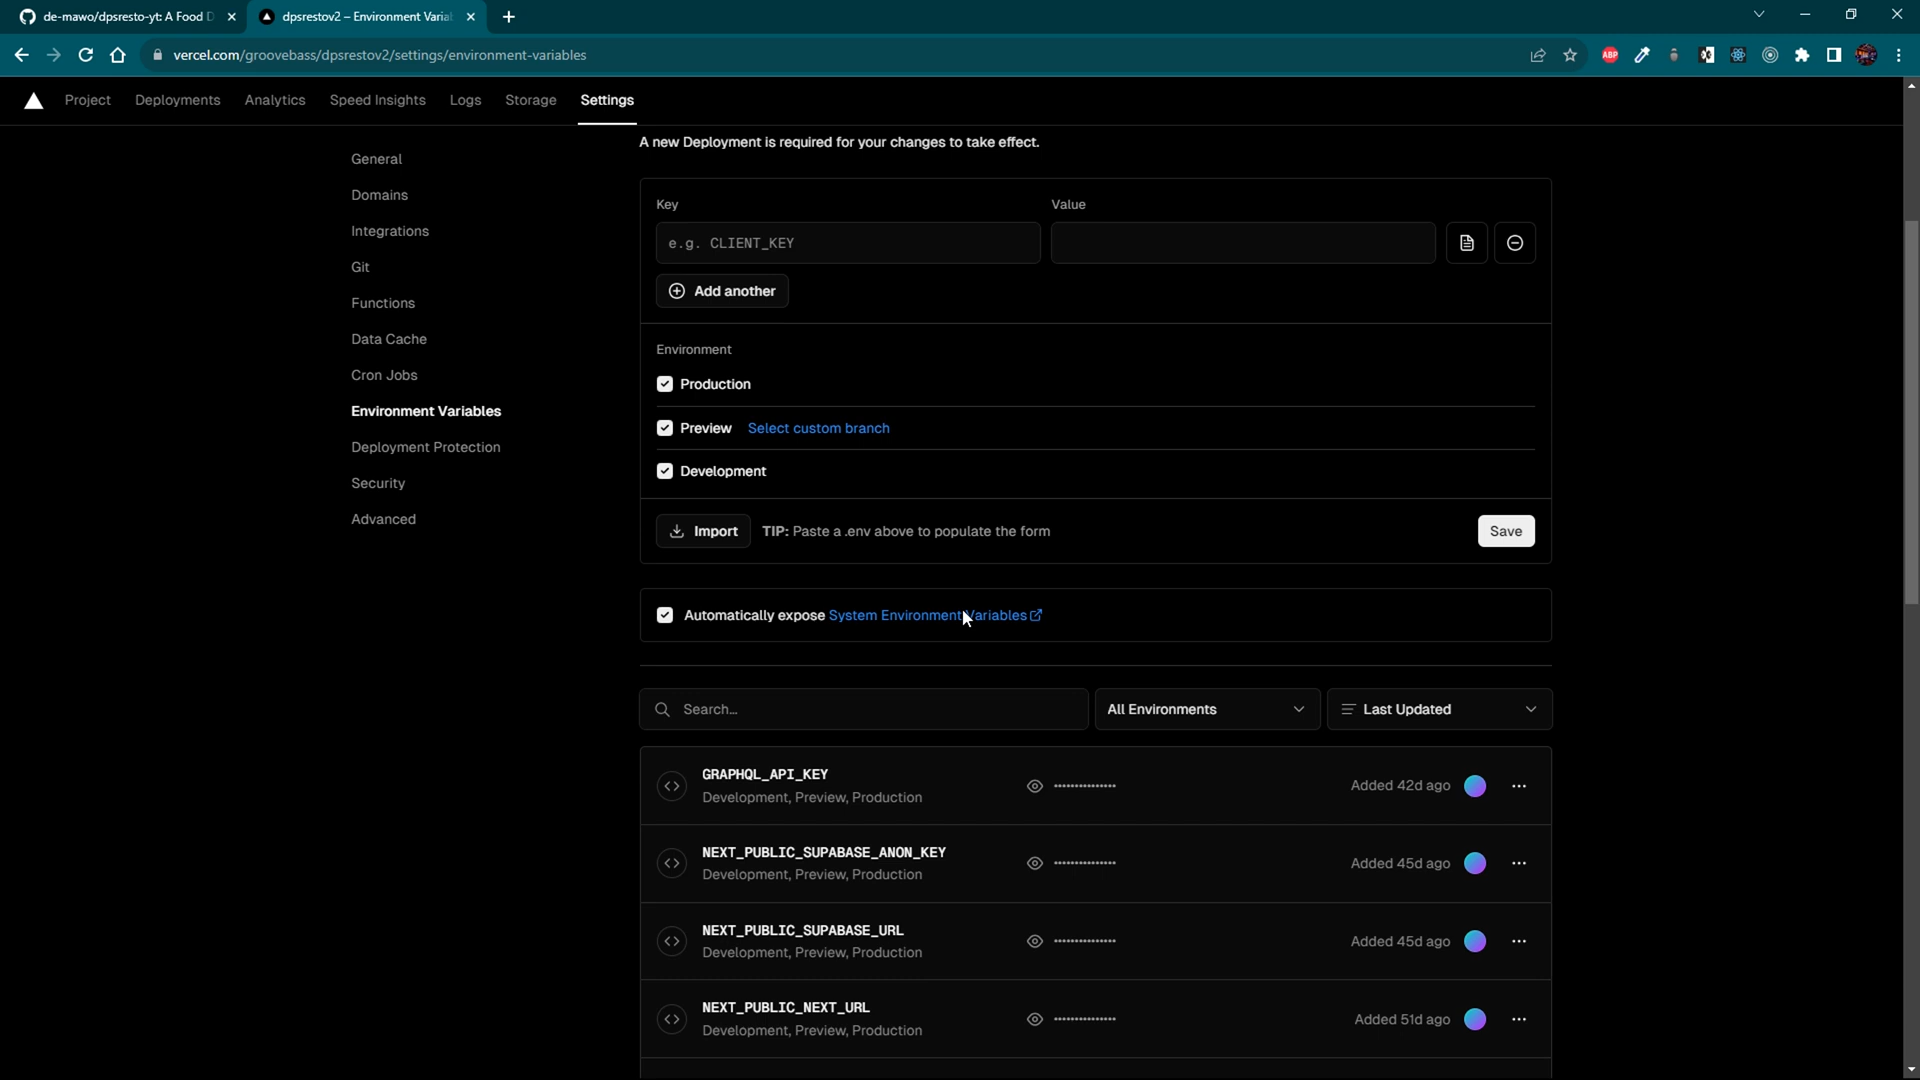 de-mawo/dpsresto-yt: A Food D
dpsrestov2 – Environment Varia
vercel.com/groovebass/dpsrestov2/settings/environment-variables
ABP
Project Deployments Analytics Speed Insights Logs Storage Settings
A new Deployment is required for your changes to take effect.
General
Domains
Integrations
Git
Functions
Data Cache
Cron Jobs
Environment Variables
Deployment Protection
Security
Advanced
Key Value
e.g. CLIENT_KEY
Add another
Environment
Production
Preview Select custom branch
Development
Import TIP: Paste a .env above to populate the form Save
Automatically expose System Environment Variables
Search... All Environments Last Updated
GRAPHQL_API_KEY
Development, Preview, Production
Added 42d ago
NEXT_PUBLIC_SUPABASE_ANON_KEY
Development, Preview, Production
Added 45d ago
NEXT_PUBLIC_SUPABASE_URL
Development, Preview, Production
Added 45d ago
NEXT_PUBLIC_NEXT_URL
Development, Preview, Production
Added 51d ago